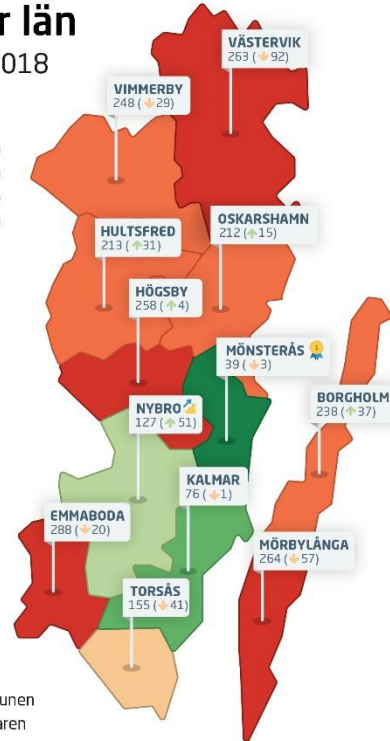 r län
018
VÄSTERVIK
263 (↓92)
VIMMERBY
248 (↓29)
HULTSFRED
213 (↑31)
OSKARSHAMN
212 (↑15)
HÖGSBY
258 (↑4)
MÖNSTERÅS
39 (↓3)
NYBRO
127 (↑51)
BORGHOLM
238 (↑37)
KALMAR
76 (↓1)
EMMABODA
288 (↓20)
MÖRBYLÅNGA
264 (↓57)
TORSÅS
155 (↓41)
unen
aren